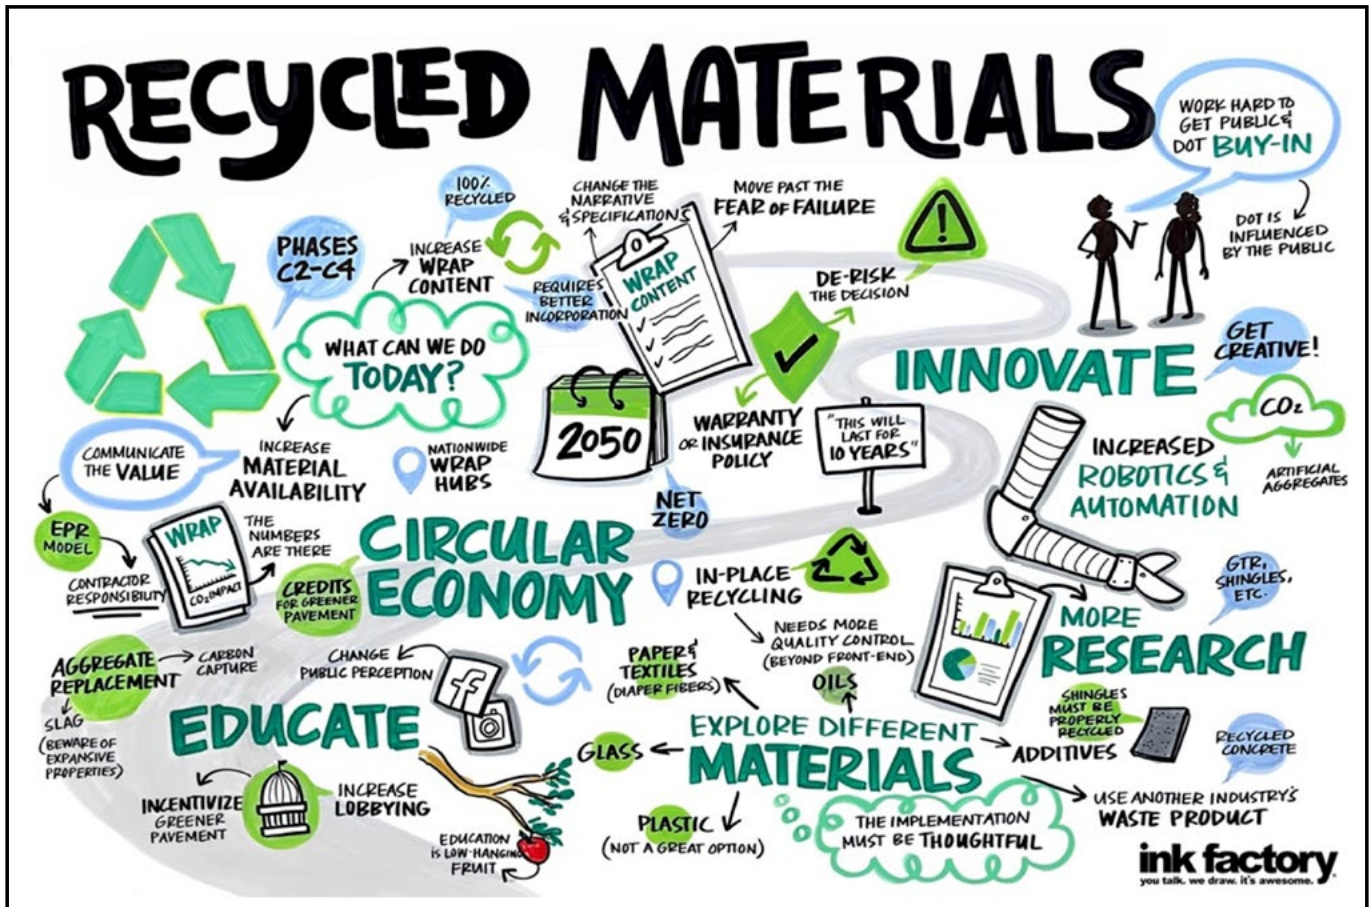 RECYCLED MATERIALS
WORK HARD TO
GET PUBLIC &
DOT BUY-IN
DOT IS
INFLUENCED
BY THE PUBLIC
PHASES
C2-C4
100%
RECYCLED
INCREASE
WRAP
CONTENT
REQUIRES
BETTER
INCORPORATION
CHANGE THE
NARRATIVE
& SPECIFICATIONS
MOVE PAST THE
FEAR OF FAILURE
WRAP
CONTENT
DE-RISK
THE DECISION
WHAT CAN WE DO
TODAY?
2050
NET
ZERO
WARRANTY
OR INSURANCE
POLICY
"THIS WILL
LAST FOR
10 YEARS"
INNOVATE
GET
CREATIVE!
CO2
ARTIFICIAL
AGGREGATES
INCREASED
ROBOTICS &
AUTOMATION
COMMUNICATE
THE VALUE
INCREASE
MATERIAL
AVAILABILITY
NATIONWIDE
WRAP
HUBS
EPR
MODEL
CONTRACTOR
RESPONSIBILITY
WRAP
CO2 IMPACT
THE
NUMBERS
ARE THERE
CREDITS
FOR GREENER
PAVEMENT
CIRCULAR
ECONOMY
IN-PLACE
RECYCLING
NEEDS MORE
QUALITY CONTROL
(BEYOND FRONT-END)
GTR,
SHINGLES,
ETC.
MORE
RESEARCH
AGGREGATE
REPLACEMENT
CARBON
CAPTURE
SLAG
(BEWARE OF
EXPANSIVE
PROPERTIES)
CHANGE
PUBLIC PERCEPTION
f
EDUCATE
INCENTIVIZE
GREENER
PAVEMENT
INCREASE
LOBBYING
EDUCATION
IS LOW-HANGING
FRUIT
PAPER &
TEXTILES
(DIAPER FIBERS)
OILS
EXPLORE DIFFERENT
MATERIALS
GLASS
PLASTIC
(NOT A GREAT OPTION)
THE IMPLEMENTATION
MUST BE THOUGHTFUL
ADDITIVES
SHINGLES
MUST BE
PROPERLY
RECYCLED
RECYCLED
CONCRETE
USE ANOTHER INDUSTRY'S
WASTE PRODUCT
ink factory
you talk. we draw. it's awesome.